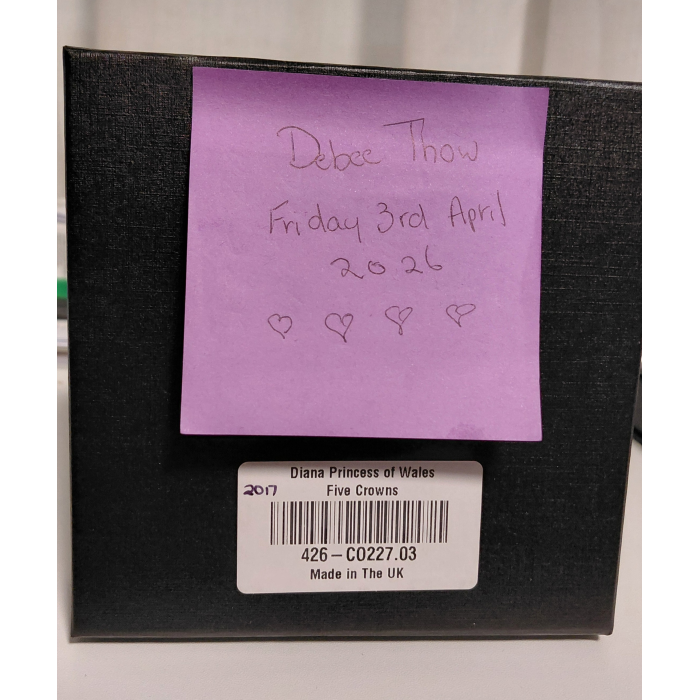 Debee Thow
Friday 3rd April
2026
Diana Princess of Wales
2017 Five Crowns
426-CO227.03
Made in The UK